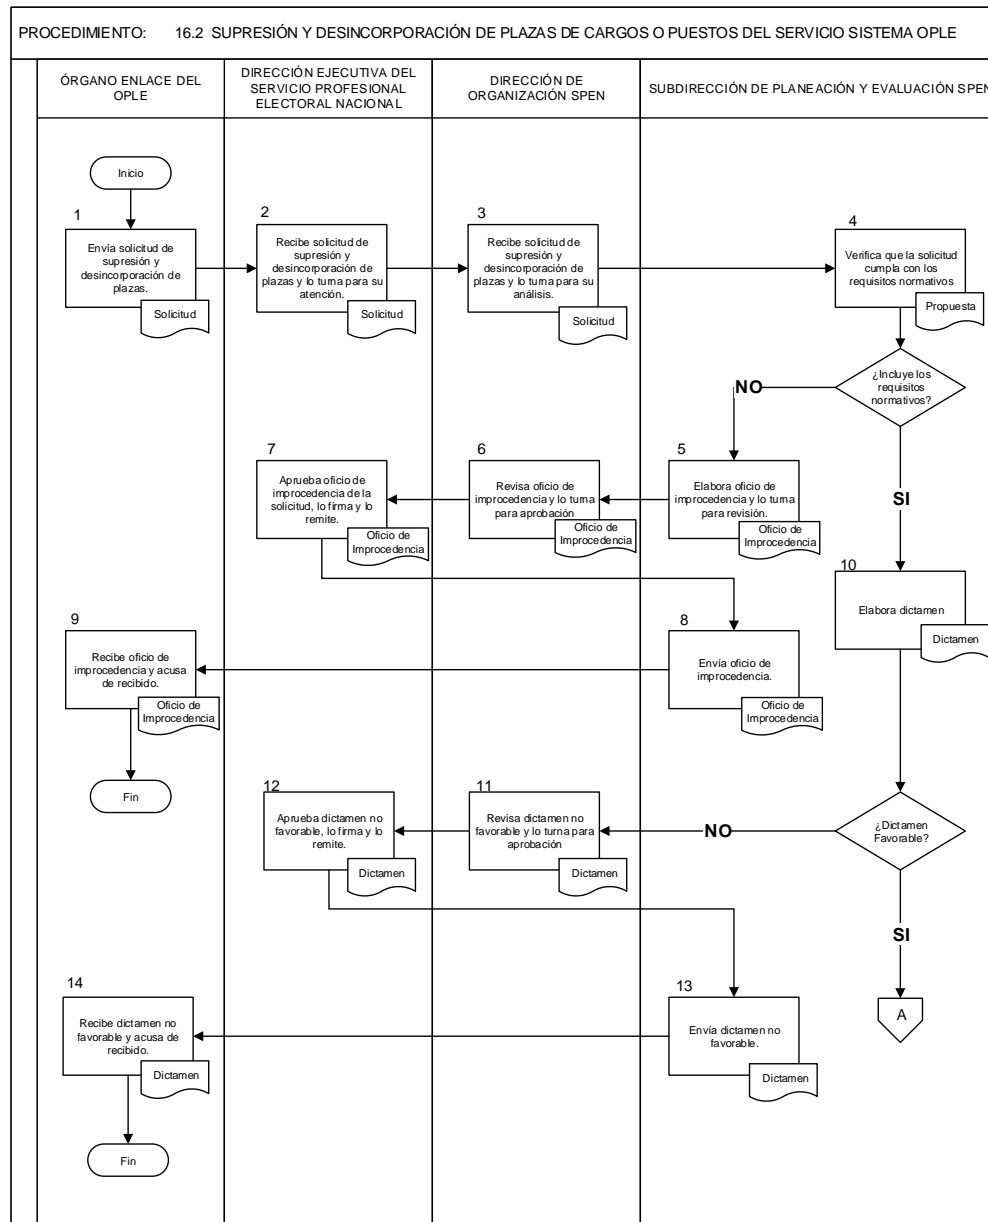 PROCEDIMIENTO: 16.2 SUPRESIÓN Y DESINCORPORACIÓN DE PLAZAS DE CARGOS O PUESTOS DEL SERVICIO SISTEMA OPLE
ÓRGANO ENLACE DEL
OPLE
DIRECCIÓN EJECUTIVA DEL
SERVICIO PROFESIONAL
ELECTORAL NACIONAL
DIRECCIÓN DE
ORGANIZACIÓN SPEN
SUBDIRECCIÓN DE PLANEACIÓN Y EVALUACIÓN SPEN
Inicio
1
Envía solicitud de
supresión y
desincorporación de
plazas.
Solicitud
2
Recibe solicitud de
supresión y
desincorporación de
plazas y lo turna para su
atención.
Solicitud
3
Recibe solicitud de
supresión y
desincorporación de
plazas y lo turna para su
análisis.
Solicitud
4
Verifica que la solicitud
cumpla con los
requisitos normativos
Propuesta
¿Incluye los
requisitos
normativos?
NO
SI
5
Elabora oficio de
improcedencia y lo turna
para revisión.
Oficio de
Improcedencia
6
Revisa oficio de
improcedencia y lo turna
para aprobación
Oficio de
Improcedencia
7
Aprueba oficio de
improcedencia de la
solicitud, lo firma y lo
remite.
Oficio de
Improcedencia
8
Envía oficio de
improcedencia.
Oficio de
Improcedencia
9
Recibe oficio de
improcedencia y acusa
de recibido.
Oficio de
Improcedencia
Fin
10
Elabora dictamen
Dictamen
¿Dictamen
Favorable?
NO
SI
11
Revisa dictamen no
favorable y lo turna para
aprobación
Dictamen
12
Aprueba dictamen no
favorable, lo firma y lo
remite.
Dictamen
13
Envía dictamen no
favorable.
Dictamen
14
Recibe dictamen no
favorable y acusa de
recibido.
Dictamen
Fin
A